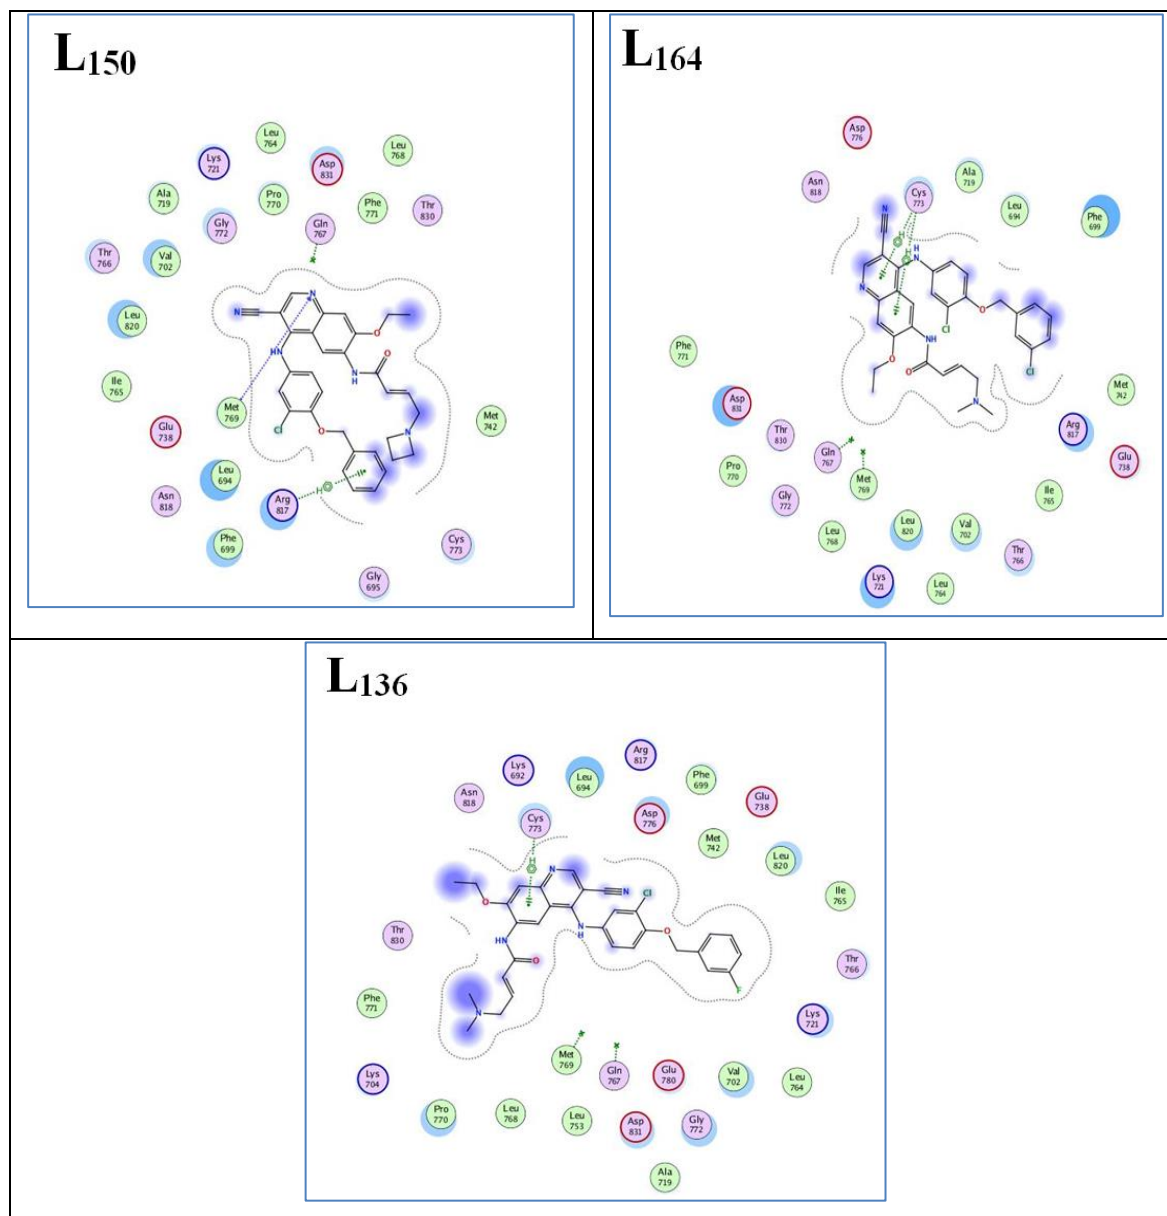 L150
Leu 764
Leu 768
Lys 721
Asp 831
Ala 719
Pro 770
Phe 771
Thr 830
Gly 772
Gln 767
Thr 766
Val 702
Leu 820
N
N
O
HN
O
N
H
Ile 765
Met 769
Met 742
Glu 738
N
Cl
O
Leu 694
H
Asn 818
Arg 817
H
Phe 699
Cys 773
Gly 695
L164
Asp 776
Asn 818
Cys 773
Ala 719
Leu 694
Phe 699
N
H
H
H
N
N
Cl
O
NH
O
Phe 771
O
Cl
Met 742
N
Asp 831
Thr 830
Arg 817
Gln 767
Glu 738
Pro 770
Met 769
Gly 772
Ile 765
Leu 768
Leu 820
Val 702
Thr 766
Lys 721
Leu 764
L136
Lys 692
Arg 817
Asn 818
Leu 694
Phe 699
Glu 738
Cys 773
Asp 776
Met 742
Leu 820
H
N
N
Cl
Ile 765
O
N
H
O
Thr 830
HN
O
Thr 766
F
Phe 771
N
Lys 721
Met 769
Gln 767
Glu 780
Val 702
Leu 764
Lys 704
Pro 770
Leu 768
Leu 753
Asp 831
Gly 772
Ala 719